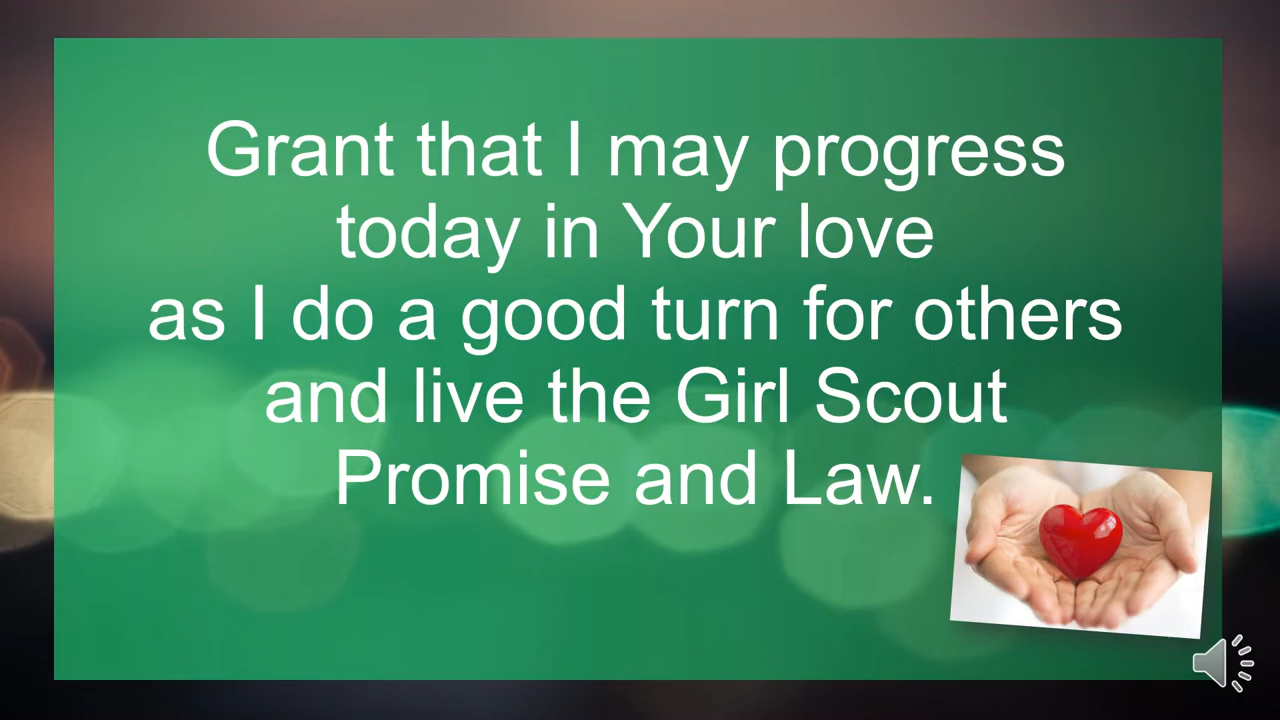 Grant that I may progress
today in Your love
as I do a good turn for others
and live the Girl Scout
Promise and Law.